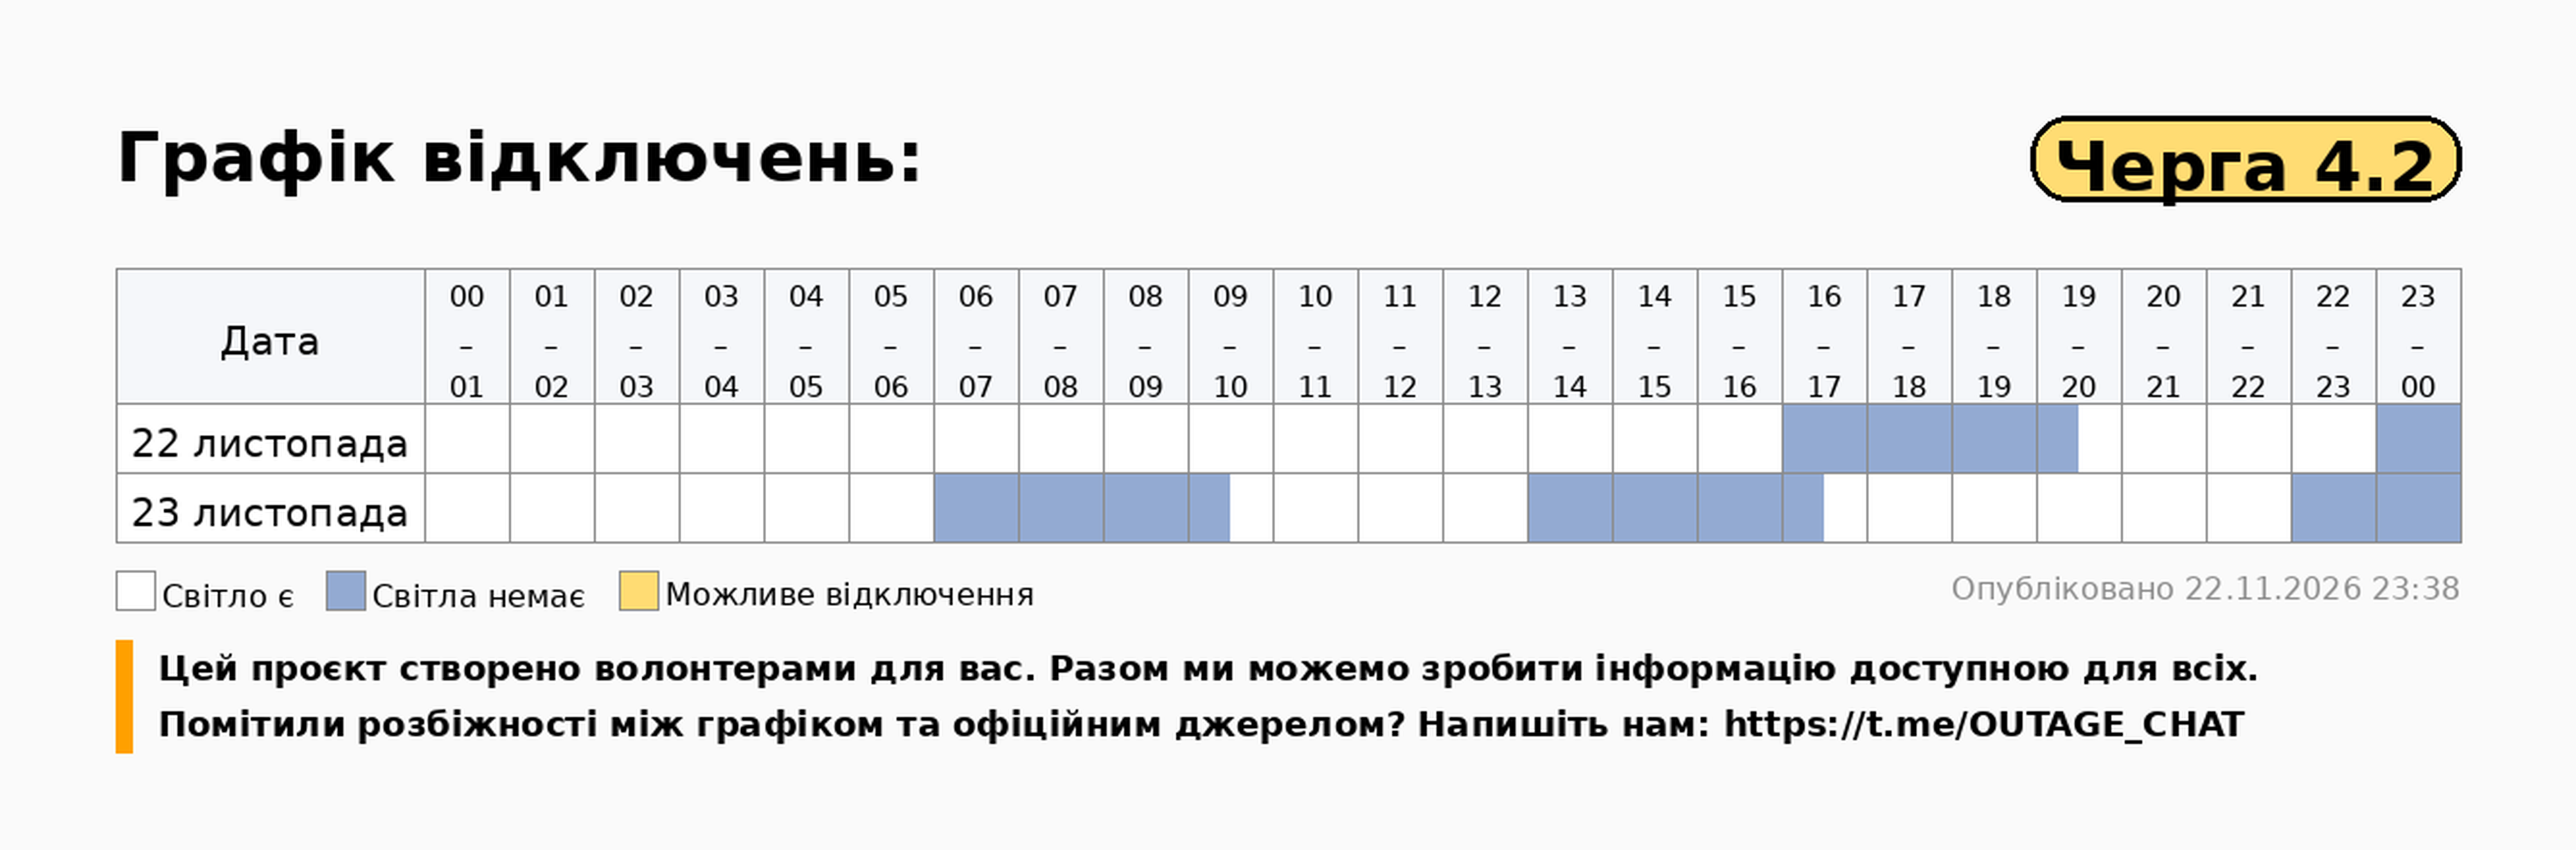 Графік відключень:
Черга 4.2
Дата 00 – 01 01 – 02 02 – 03 03 – 04 04 – 05 05 – 06 06 – 07 07 – 08 08 – 09 09 – 10 10 – 11 11 – 12 12 – 13 13 – 14 14 – 15 15 – 16 16 – 17 17 – 18 18 – 19 19 – 20 20 – 21 21 – 22 22 – 23 23 – 00
22 листопада
23 листопада
Світло є Світла немає Можливе відключення
Опубліковано 22.11.2026 23:38
Цей проєкт створено волонтерами для вас. Разом ми можемо зробити інформацію доступною для всіх.
Помітили розбіжності між графіком та офіційним джерелом? Напишіть нам: https://t.me/OUTAGE_CHAT